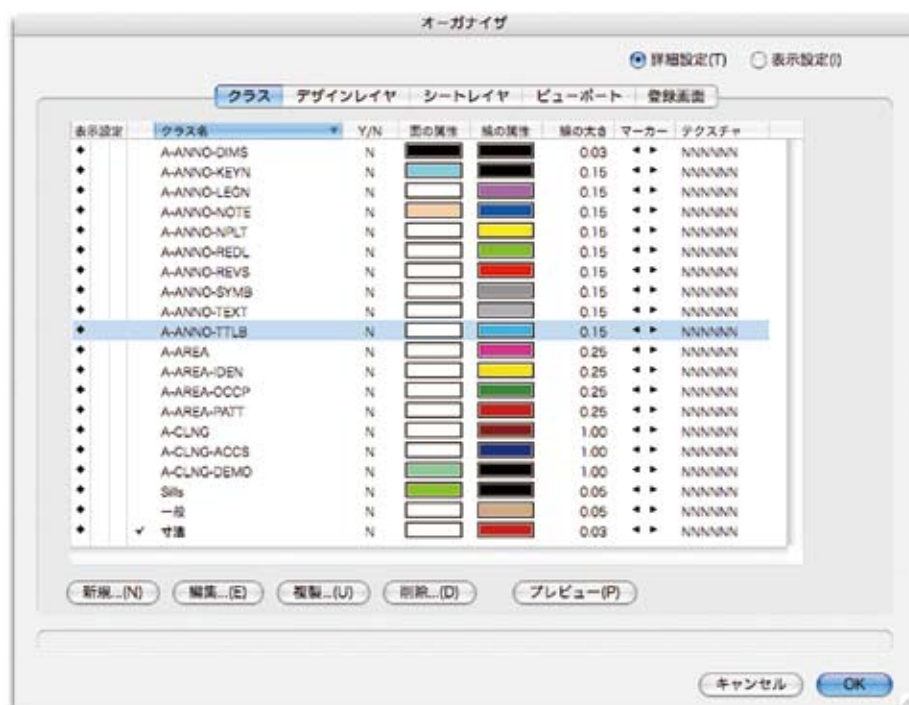 オーガナイザ
詳細設定(T) 表示設定(I)
クラス デザインレイヤ シートレイヤ ビューポート 登録画面
表示設定 クラス名 Y/N 面の属性 線の属性 線の太さ マーカー テクスチャ
A-ANNO-DIMS N 0.03 NNNNNN
A-ANNO-KEYN N 0.15 NNNNNN
A-ANNO-LEGN N 0.15 NNNNNN
A-ANNO-NOTE N 0.15 NNNNNN
A-ANNO-NPLT N 0.15 NNNNNN
A-ANNO-REDL N 0.15 NNNNNN
A-ANNO-REVS N 0.15 NNNNNN
A-ANNO-SYMB N 0.15 NNNNNN
A-ANNO-TEXT N 0.15 NNNNNN
A-ANNO-TTLB N 0.15 NNNNNN
A-AREA N 0.25 NNNNNN
A-AREA-IDEN N 0.25 NNNNNN
A-AREA-OCCP N 0.25 NNNNNN
A-AREA-PATT N 0.25 NNNNNN
A-CLNG N 1.00 NNNNNN
A-CLNG-ACCS N 1.00 NNNNNN
A-CLNG-DEMO N 1.00 NNNNNN
Sills N 0.05 NNNNNN
一般 N 0.05 NNNNNN
✓ 寸法 N 0.03 NNNNNN
新規...(N) 編集...(E) 複製...(U) 削除...(D) プレビュー(P)
キャンセル OK